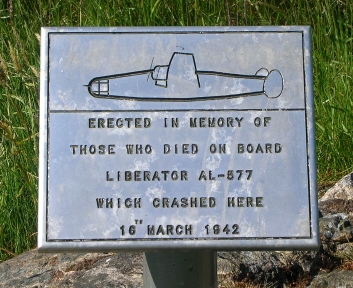 ERECTED IN MEMORY OF
THOSE WHO DIED ON BOARD
LIBERATOR AL-577
WHICH CRASHED HERE
16TH MARCH 1942